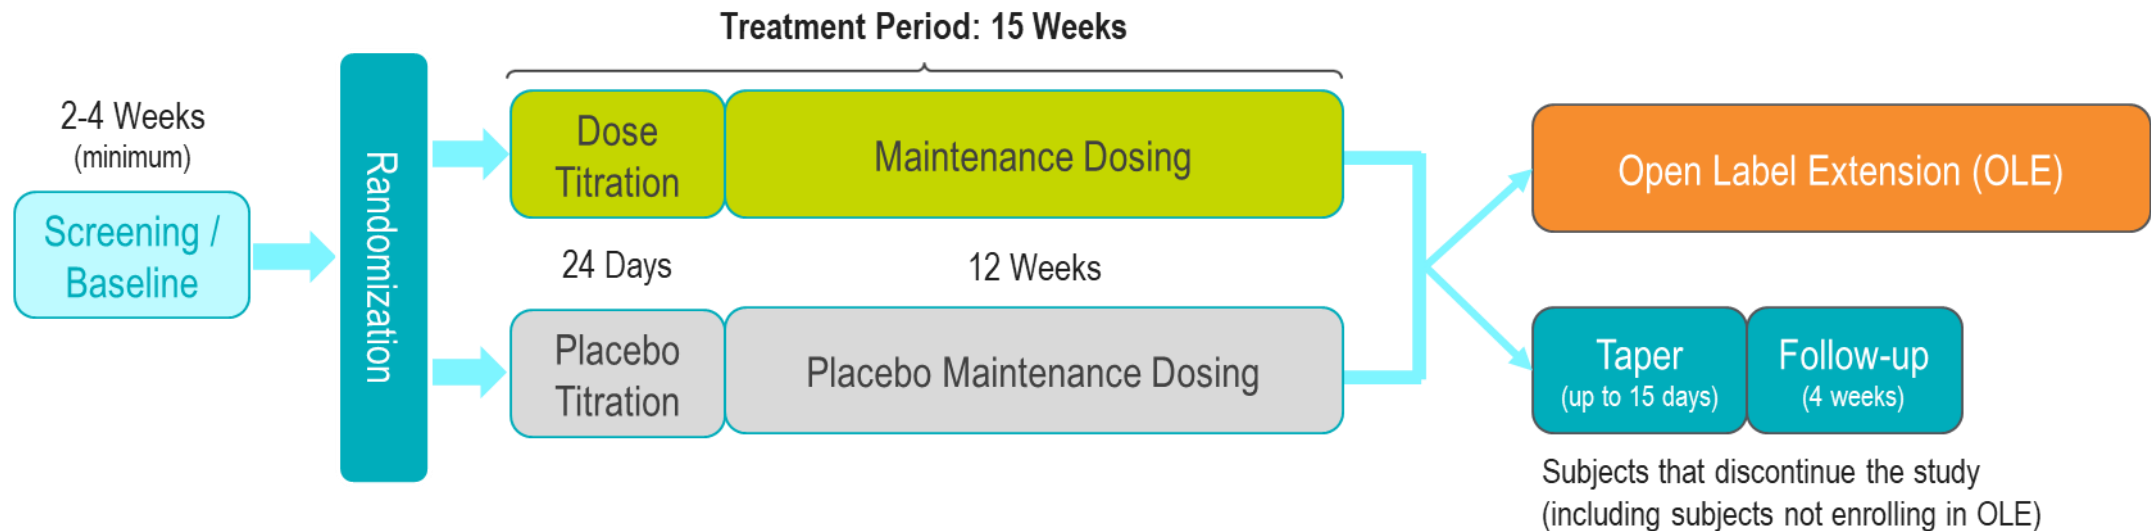 Treatment Period: 15 Weeks
2-4 Weeks
(minimum)
Screening /
Baseline
Randomization
Dose
Titration
Maintenance Dosing
24 Days
12 Weeks
Placebo
Titration
Placebo Maintenance Dosing
Open Label Extension (OLE)
Taper
(up to 15 days)
Follow-up
(4 weeks)
Subjects that discontinue the study
(including subjects not enrolling in OLE)